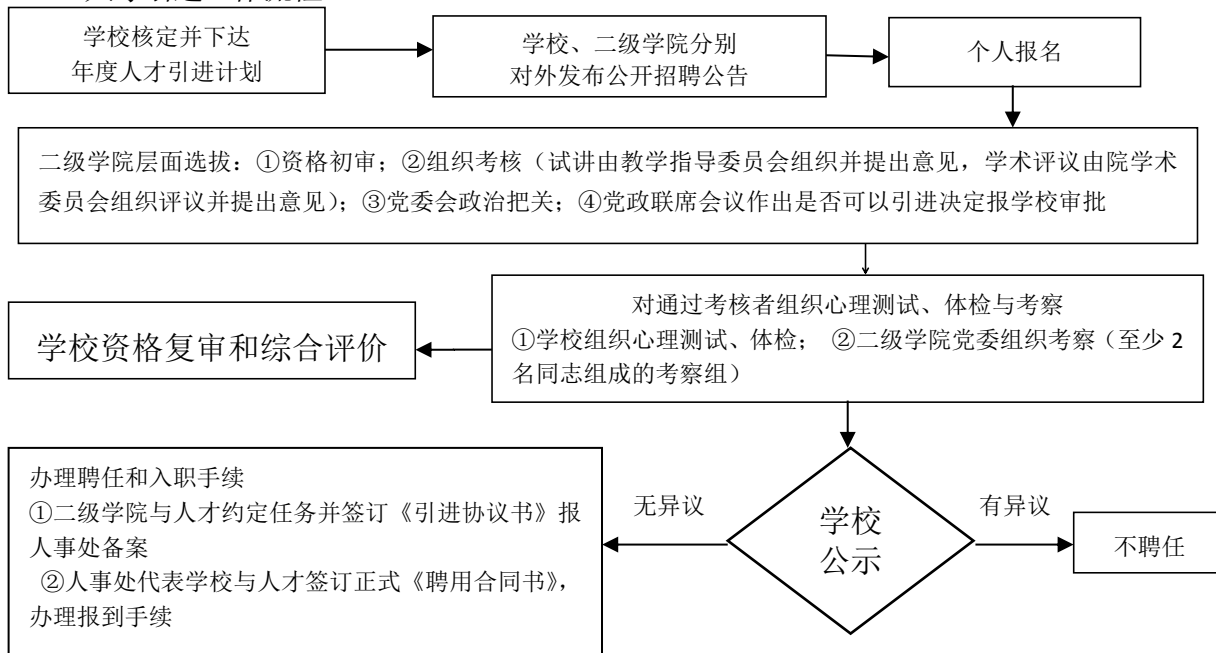 学校核定并下达
年度人才引进计划
学校、二级学院分别
对外发布公开招聘公告
个人报名
二级学院层面选拔：①资格初审；②组织考核（试讲由教学指导委员会组织并提出意见，学术评议由院学术
委员会组织评议并提出意见）；③党委会政治把关；④党政联席会议作出是否可以引进决定报学校审批
对通过考核者组织心理测试、体检与考察
①学校组织心理测试、体检； ②二级学院党委组织考察（至少 2
名同志组成的考察组）
学校资格复审和综合评价
办理聘任和入职手续
①二级学院与人才约定任务并签订《引进协议书》报
人事处备案
②人事处代表学校与人才签订正式《聘用合同书》，
办理报到手续
无异议
学校
公示
有异议
不聘任